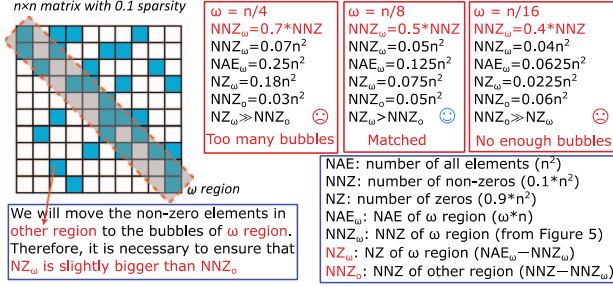 n×n matrix with 0.1 sparsity
ω region
We will move the non-zero elements in
other region to the bubbles of ω region.
Therefore, it is necessary to ensure that
NZω is slightly bigger than NNZo
ω = n/4
NNZω=0.7*NNZ
NNZω=0.07n²
NAEω=0.25n²
NZω=0.18n²
NNZo=0.03n²
NZω≫NNZo
Too many bubbles
ω = n/8
NNZω=0.5*NNZ
NNZω=0.05n²
NAEω=0.125n²
NZω=0.075n²
NNZo=0.05n²
NZω>NNZo
Matched
ω = n/16
NNZω=0.4*NNZ
NNZω=0.04n²
NAEω=0.0625n²
NZω=0.0225n²
NNZo=0.06n²
NNZo≫NZω
No enough bubbles
NAE: number of all elements (n²)
NNZ: number of non-zeros (0.1*n²)
NZ: number of zeros (0.9*n²)
NAEω: NAE of ω region (ω*n)
NNZω: NNZ of ω region (from Figure 5)
NZω: NZ of ω region (NAEω−NNZω)
NNZo: NNZ of other region (NNZ−NNZω)